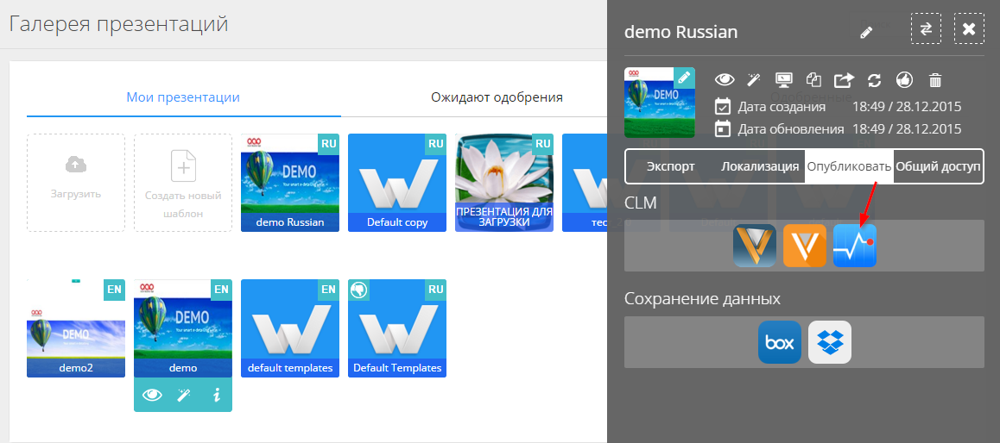 Галерея презентаций
Мои презентации
Ожидают одобрения
Загрузить
Создать новый
шаблон
RU
DEMO
demo Russian
Default copy
RU
ПРЕЗЕНТАЦИЯ ДЛЯ
ЗАГРУЗКИ
EN
DEMO
demo2
EN
DEMO
demo
EN
default templates
RU
Default Templates
demo Russian
DEMO
Дата создания 18:49 / 28.12.2015
Дата обновления 18:49 / 28.12.2015
Экспорт Локализация Опубликовать Общий доступ
CLM
Сохранение данных
box